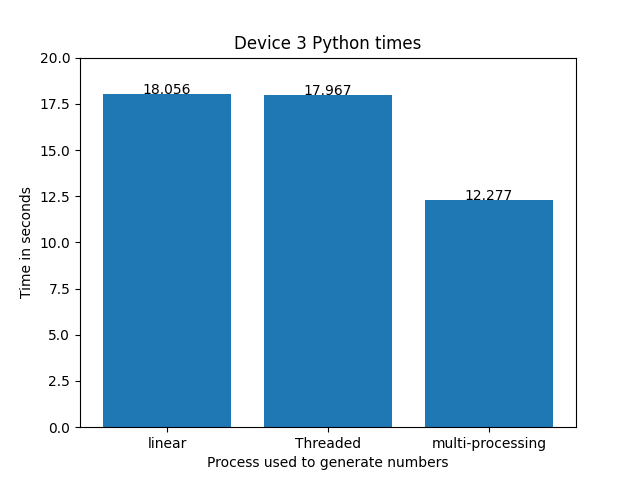 Device 3 Python times
20.0
17.5
15.0
12.5
10.0
7.5
5.0
2.5
0.0
Time in seconds
18.056
17.967
12.277
linear
Threaded
multi-processing
Process used to generate numbers